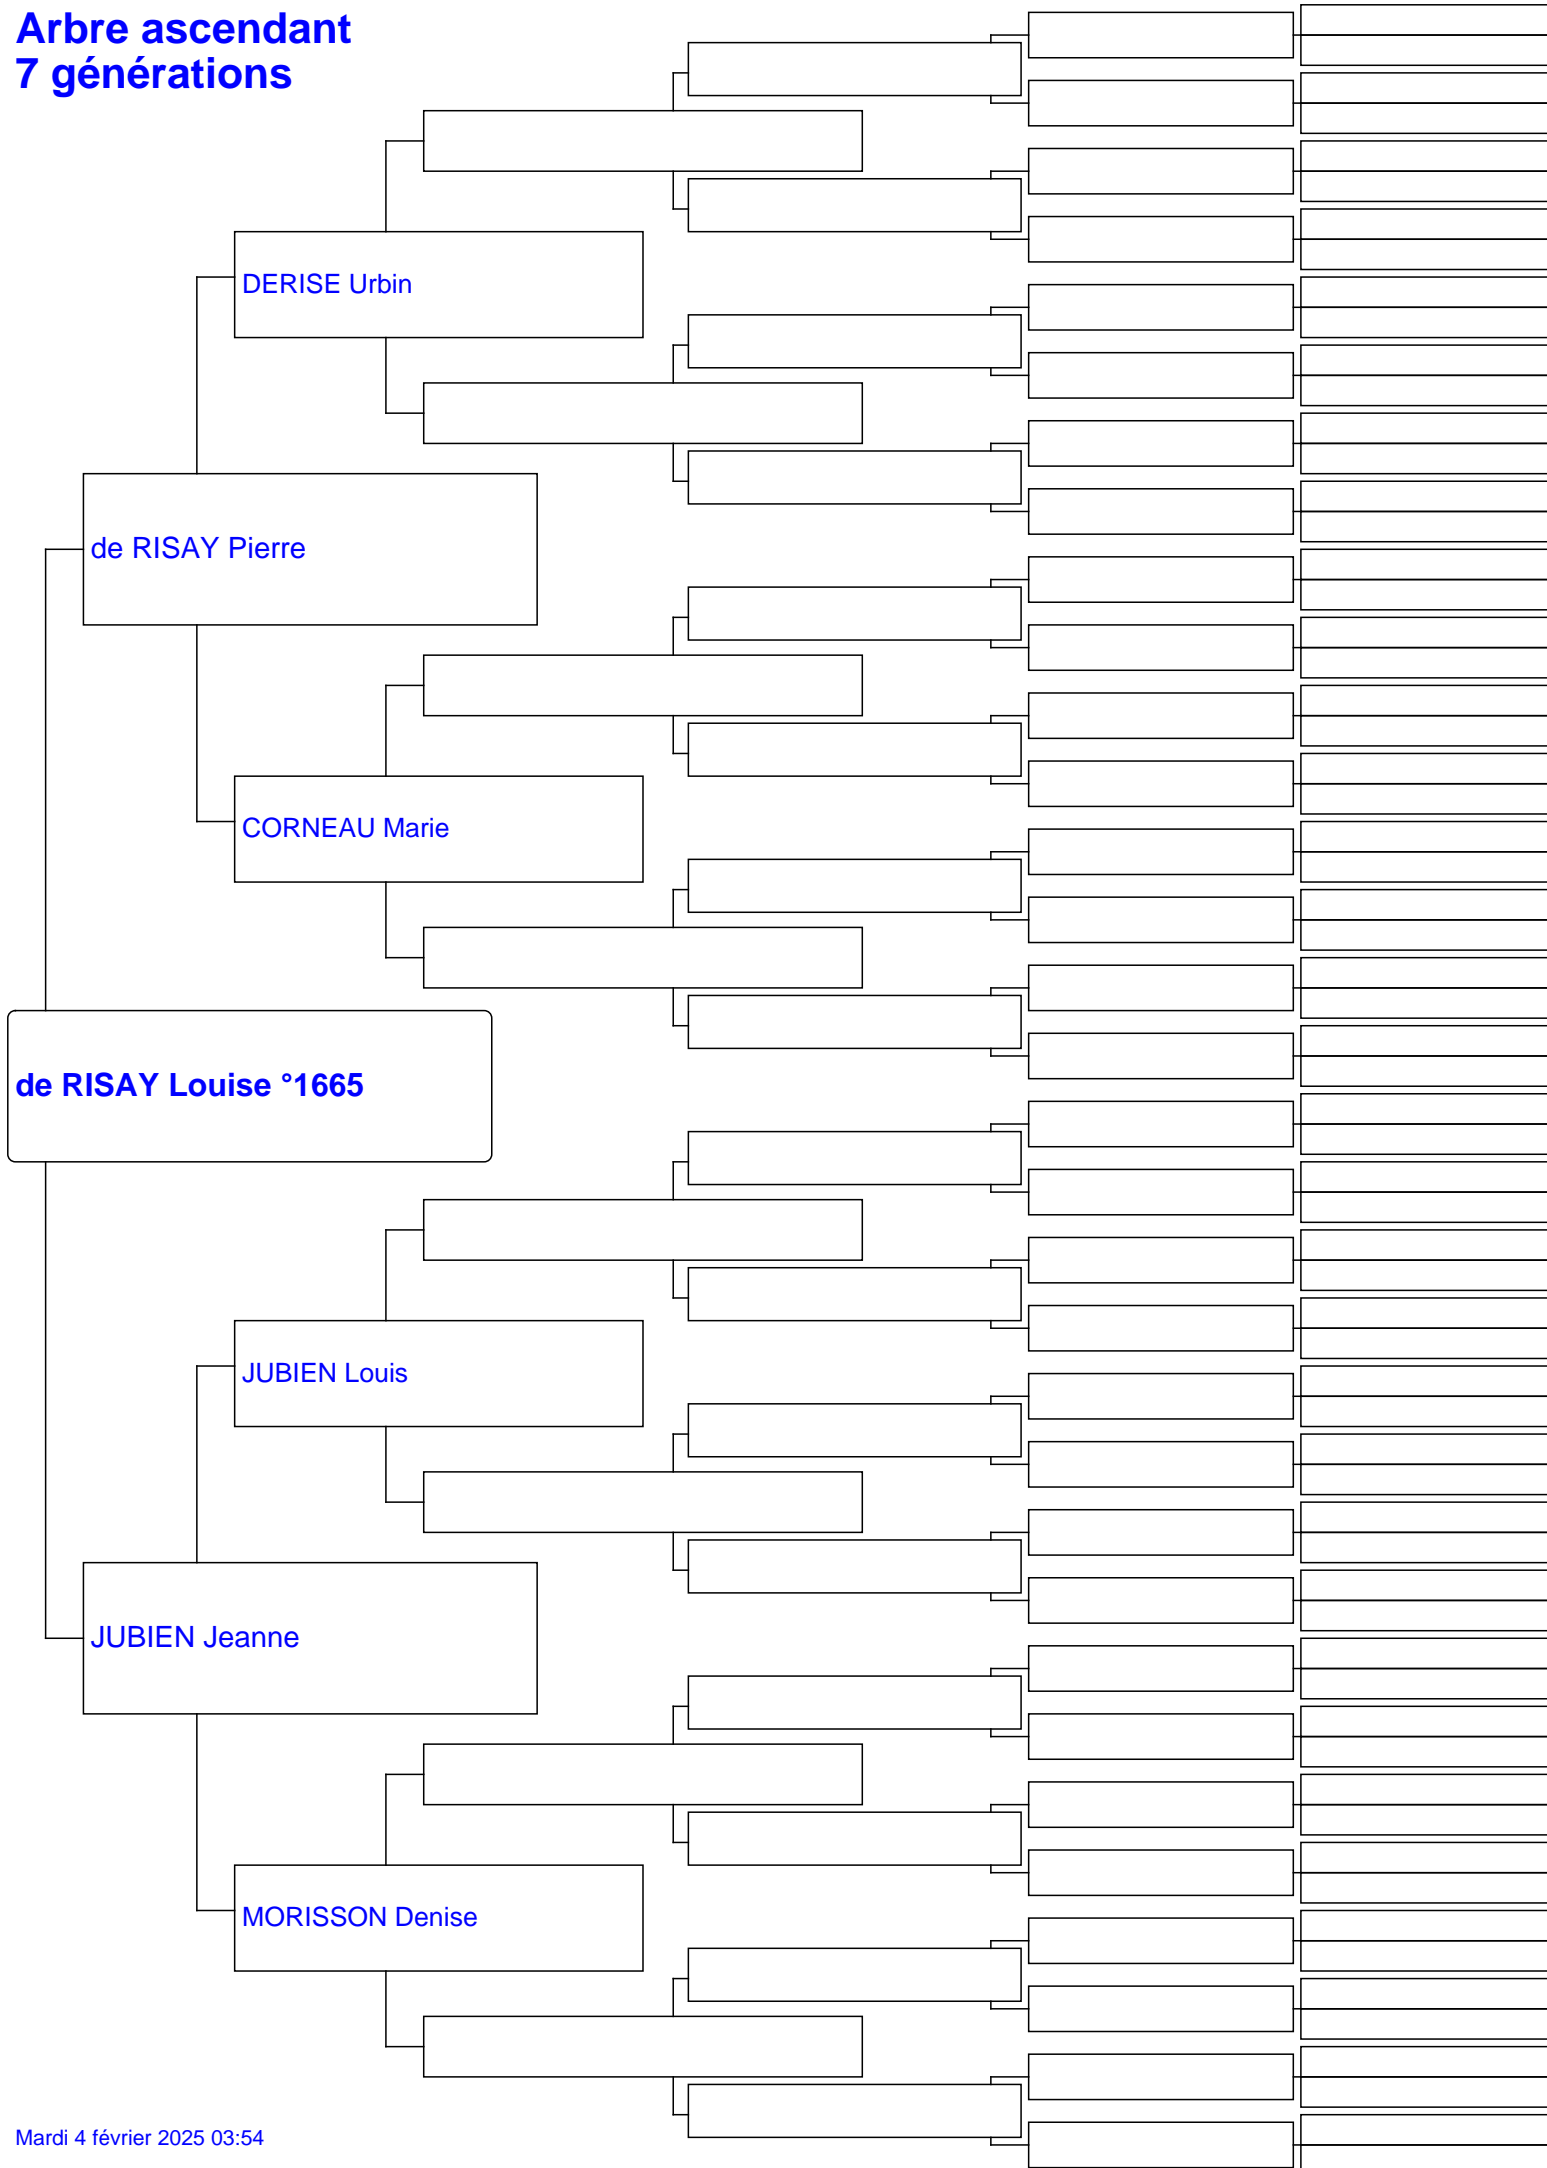 Arbre ascendant
7 générations
DERISE Urbin
de RISAY Pierre
CORNEAU Marie
de RISAY Louise °1665
JUBIEN Louis
JUBIEN Jeanne
MORISSON Denise
Mardi 4 février 2025 03:54